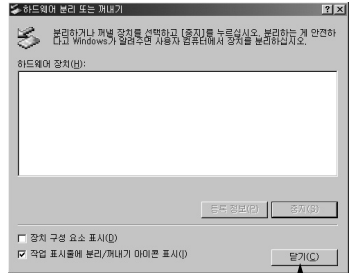 하드웨어 분리 또는 꺼내기
분리하거나 꺼낼 장치를 선택하고 [중지]를 누르십시오. 분리하는 게 안전하
다고 Windows가 알려주면 사용자 컴퓨터에서 장치를 분리하십시오.
하드웨어 장치(H):
등록 정보(P) 중지(S)
장치 구성 요소 표시(D)
작업 표시줄에 분리/꺼내기 아이콘 표시(I)
닫기(C)